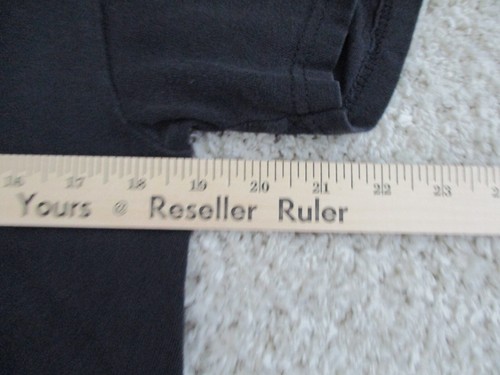 16 17 18 19 20 21 22 23
Yours @ Reseller Ruler